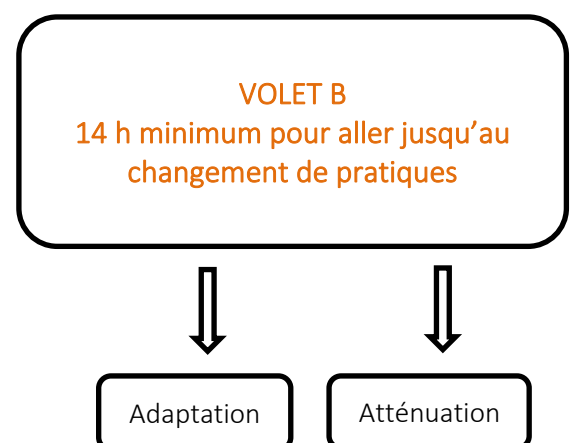 VOLET B
14 h minimum pour aller jusqu’au
changement de pratiques
Adaptation
Atténuation